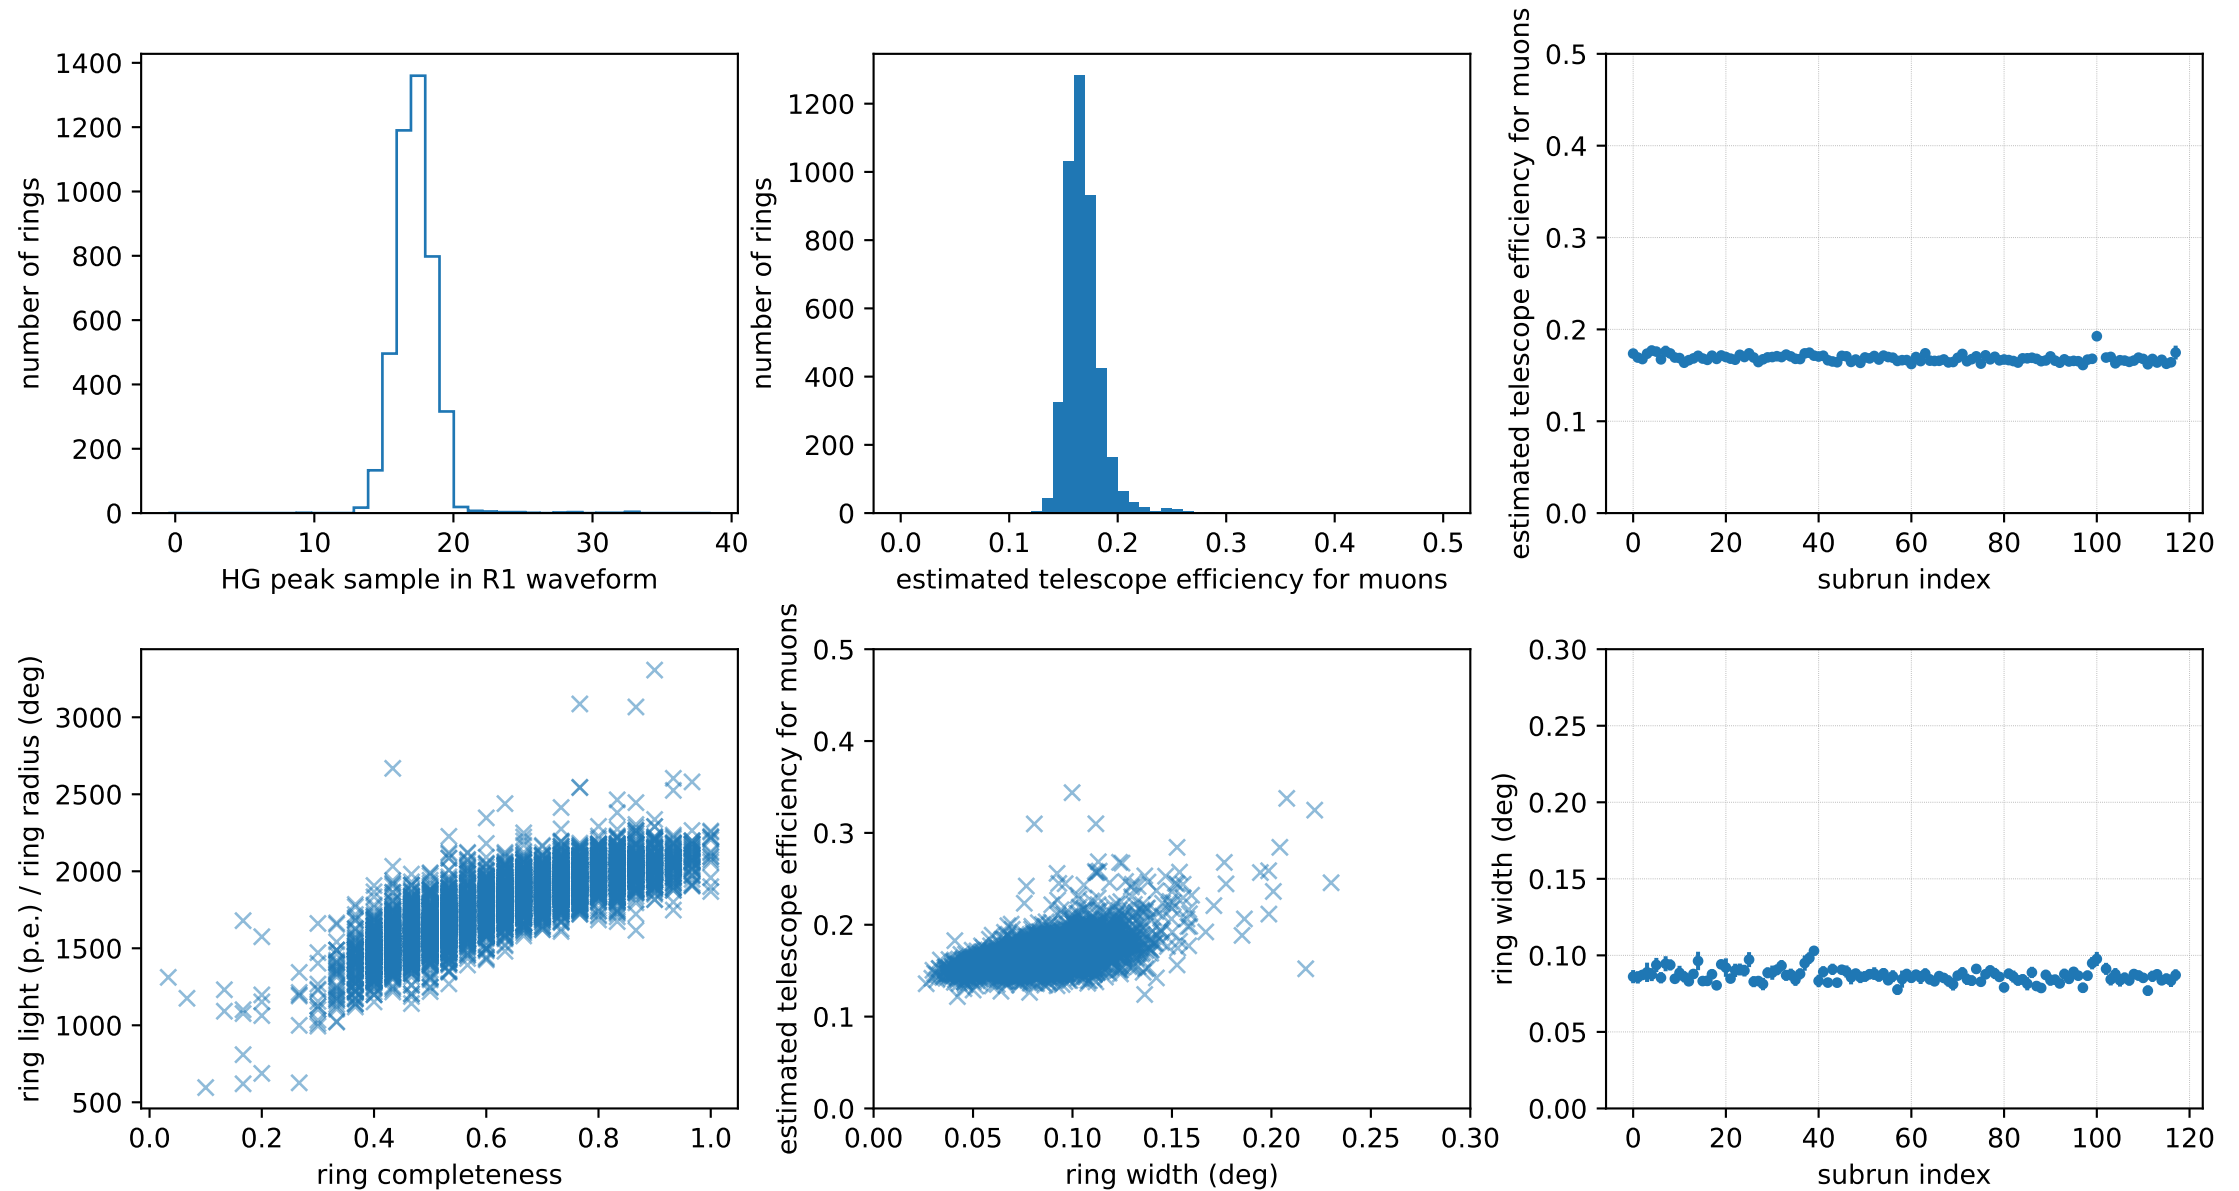 1400
1200
1000
800
600
400
200
0
number of rings
0 10 20 30 40
HG peak sample in R1 waveform
1200
1000
800
600
400
200
0
number of rings
0.0 0.1 0.2 0.3 0.4 0.5
estimated telescope efficiency for muons
0.5
0.4
0.3
0.2
0.1
0.0
estimated telescope efficiency for muons
0 20 40 60 80 100 120
subrun index
3000
2500
2000
1500
1000
500
ring light (p.e.) / ring radius (deg)
0.0 0.2 0.4 0.6 0.8 1.0
ring completeness
0.5
0.4
0.3
0.2
0.1
0.0
estimated telescope efficiency for muons
0.00 0.05 0.10 0.15 0.20 0.25 0.30
ring width (deg)
0.30
0.25
0.20
0.15
0.10
0.05
0.00
ring width (deg)
0 20 40 60 80 100 120
subrun index